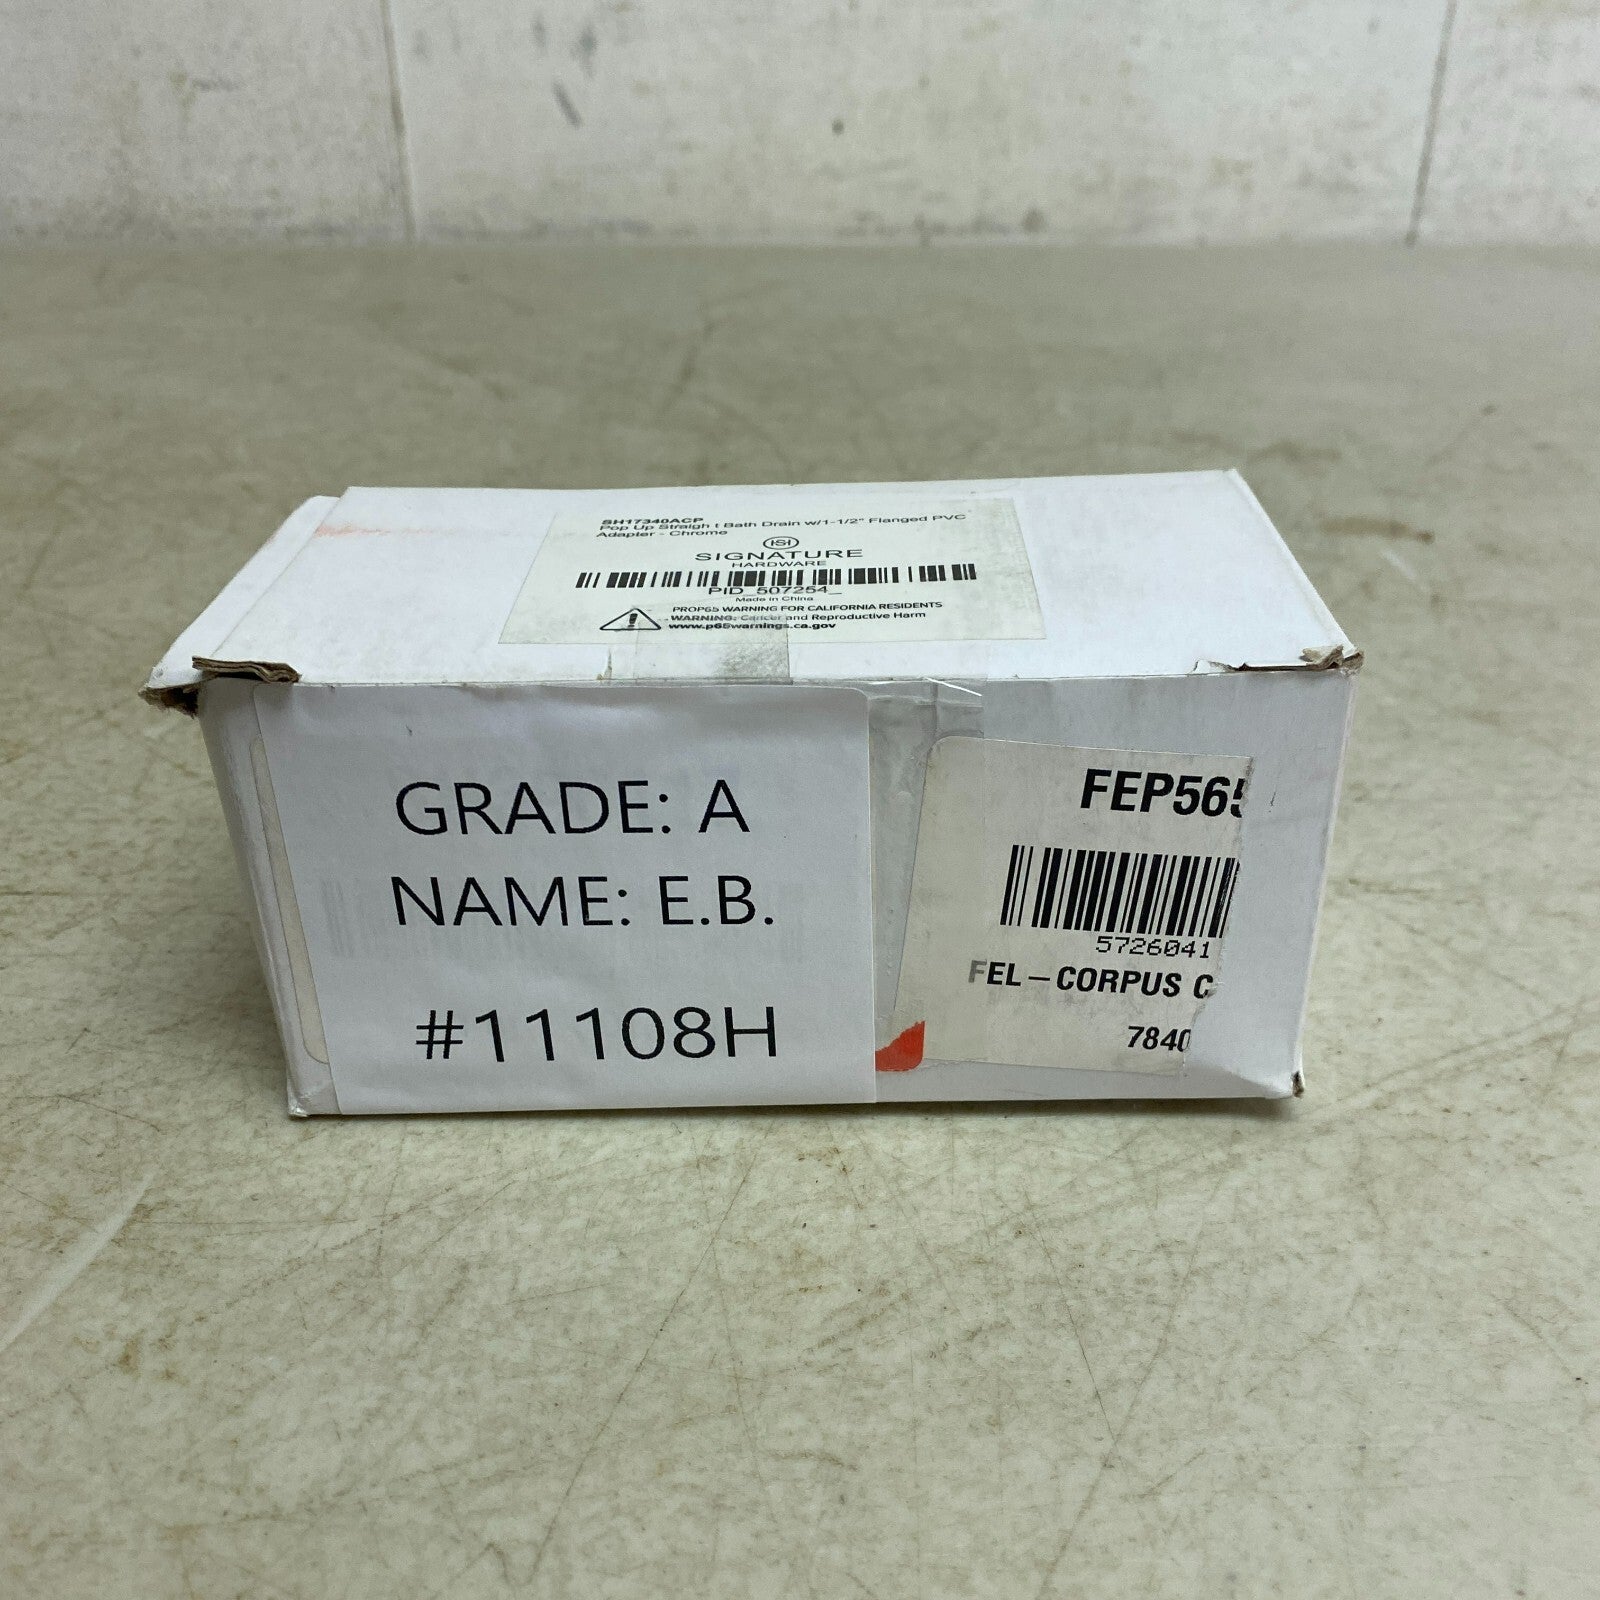 SH17340ACP
Pop Up Straigh t Bath Drain w/1-1/2" Flanged PVC
Adapter - Chrome
SIGNATURE
HARDWARE
PID_507254_
Made in China
PROP65 WARNING FOR CALIFORNIA RESIDENTS
WARNING: Cancer and Reproductive Harm
www.p65warnings.ca.gov
GRADE: A
NAME: E.B.
#11108H
FEP565
5726041
FEL-CORPUS C
7840